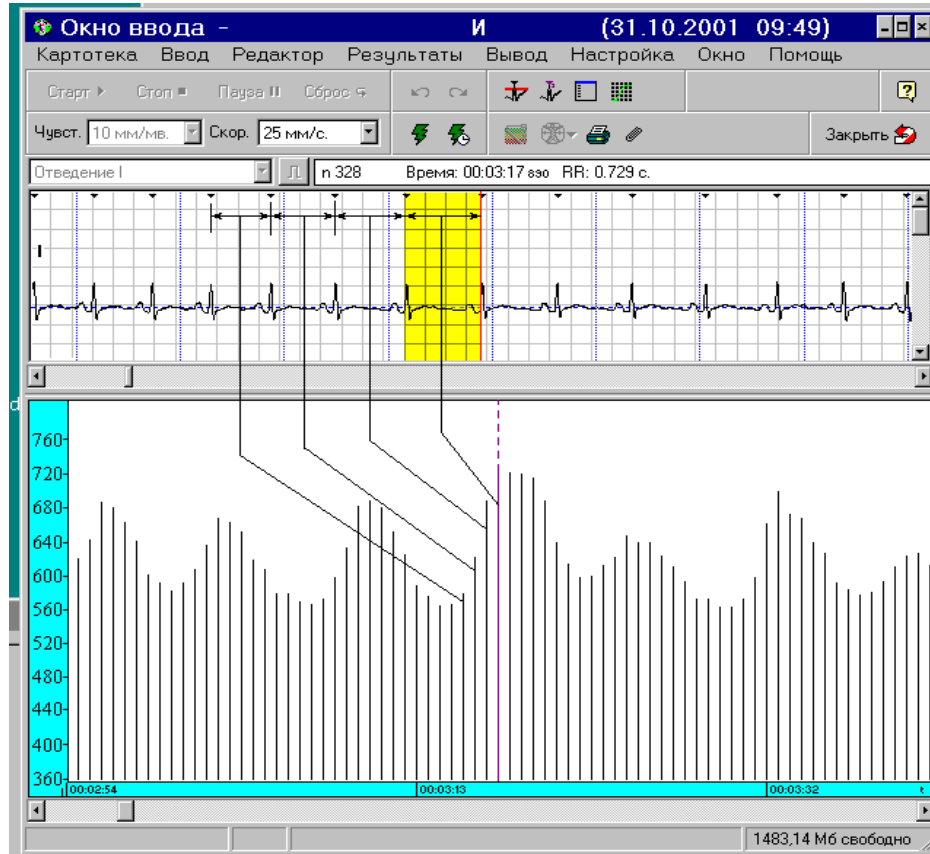 Окно ввода - И (31.10.2001 09:49)
Картотека Ввод Редактор Результаты Вывод Настройка Окно Помощь
Старт Стоп Пауза Сброс
Чувст. 10 мм/мв. Скор. 25 мм/с. Закрыть
Отведение I n 328 Время: 00:03:17 890 RR: 0.729 с.
I
d
760
720
680
640
600
560
520
480
440
400
360
00:02:54 00:03:13 00:03:32 t
1483,14 Мб свободно